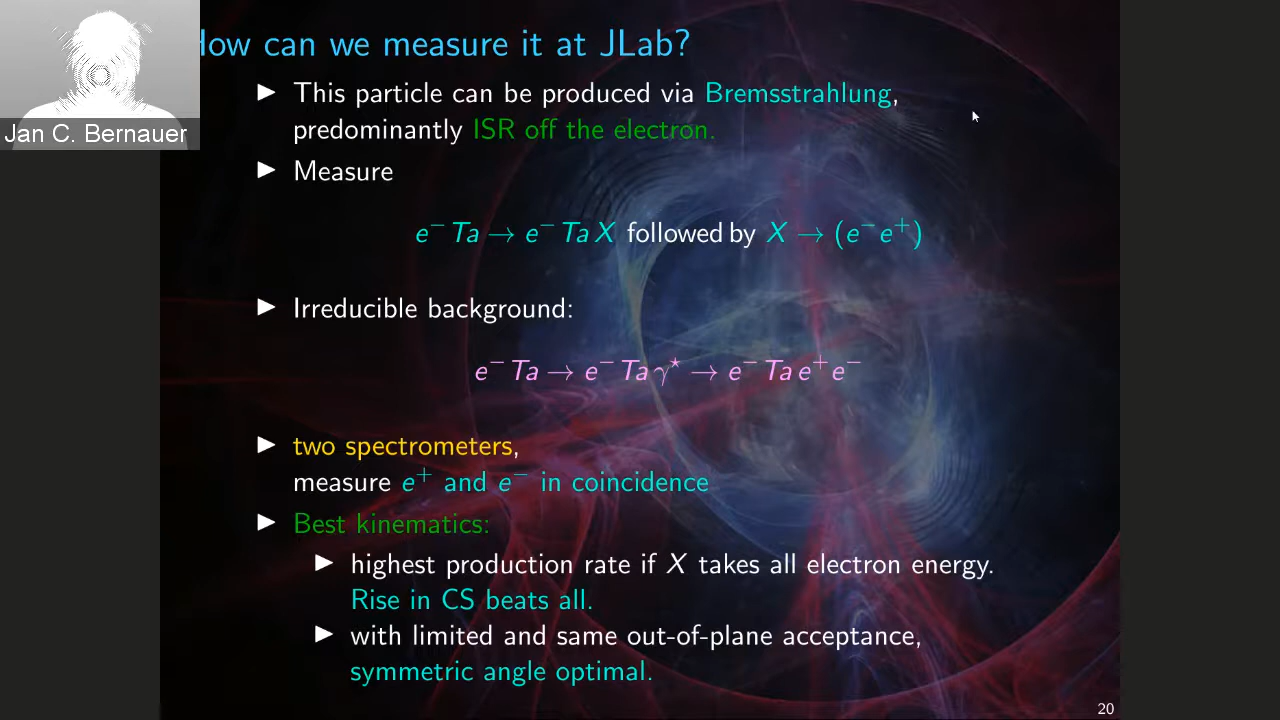 How can we measure it at JLab?
Jan C. Bernauer
▶ This particle can be produced via Bremsstrahlung,
predominantly ISR off the electron.
▶ Measure
e⁻ Ta → e⁻ Ta X followed by X → (e⁻ e⁺)
▶ Irreducible background:
e⁻ Ta → e⁻ Ta γ* → e⁻ Ta e⁺ e⁻
▶ two spectrometers,
measure e⁺ and e⁻ in coincidence
▶ Best kinematics:
▶ highest production rate if X takes all electron energy.
Rise in CS beats all.
▶ with limited and same out-of-plane acceptance,
symmetric angle optimal.
20